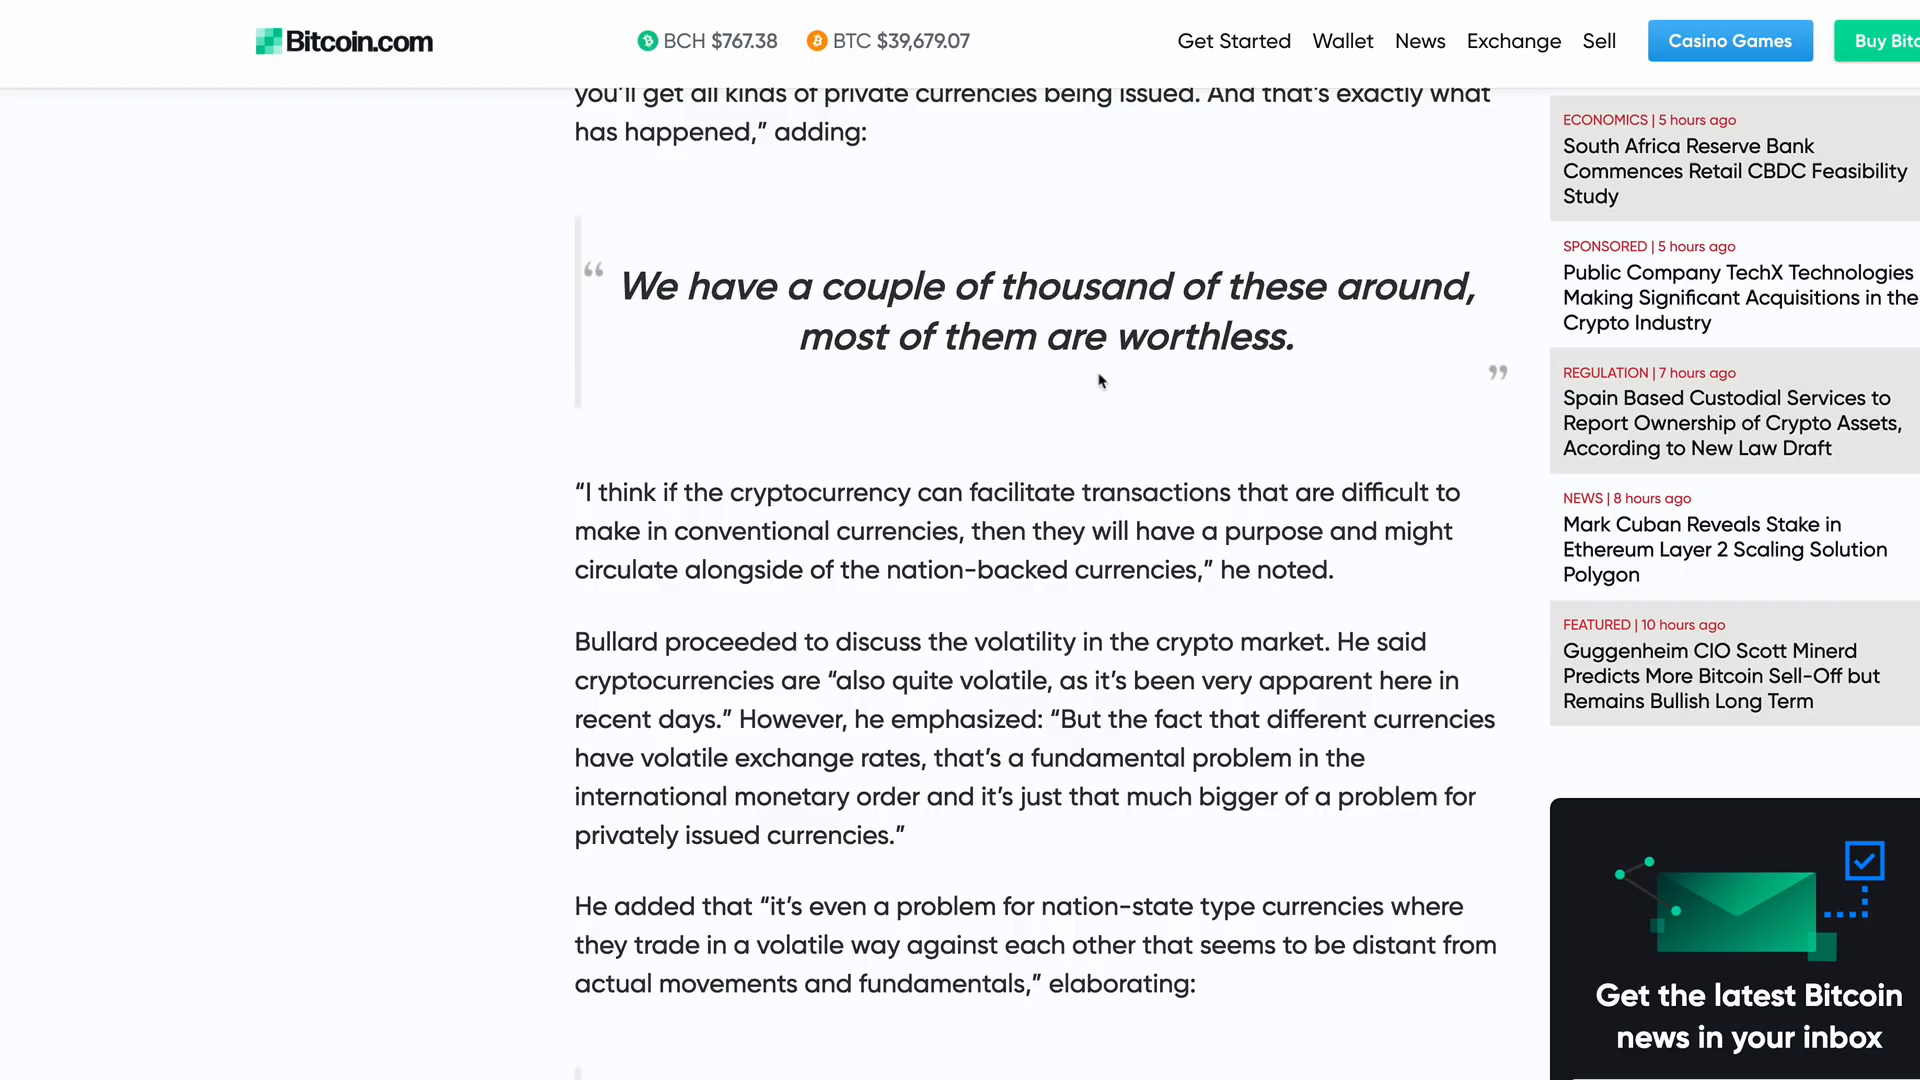 Bitcoin.com
BCH $767.38 BTC $39,679.07
Get Started Wallet News Exchange Sell Casino Games Buy Bitc
you'll get all kinds of private currencies being issued. And that's exactly what
has happened,” adding:
“ We have a couple of thousand of these around,
most of them are worthless. ”
“I think if the cryptocurrency can facilitate transactions that are difficult to
make in conventional currencies, then they will have a purpose and might
circulate alongside of the nation-backed currencies,” he noted.
Bullard proceeded to discuss the volatility in the crypto market. He said
cryptocurrencies are “also quite volatile, as it’s been very apparent here in
recent days.” However, he emphasized: “But the fact that different currencies
have volatile exchange rates, that’s a fundamental problem in the
international monetary order and it’s just that much bigger of a problem for
privately issued currencies.”
He added that “it’s even a problem for nation-state type currencies where
they trade in a volatile way against each other that seems to be distant from
actual movements and fundamentals,” elaborating:
ECONOMICS | 5 hours ago
South Africa Reserve Bank
Commences Retail CBDC Feasibility
Study
SPONSORED | 5 hours ago
Public Company TechX Technologies
Making Significant Acquisitions in the
Crypto Industry
REGULATION | 7 hours ago
Spain Based Custodial Services to
Report Ownership of Crypto Assets,
According to New Law Draft
NEWS | 8 hours ago
Mark Cuban Reveals Stake in
Ethereum Layer 2 Scaling Solution
Polygon
FEATURED | 10 hours ago
Guggenheim CIO Scott Minerd
Predicts More Bitcoin Sell-Off but
Remains Bullish Long Term
Get the latest Bitcoin
news in your inbox